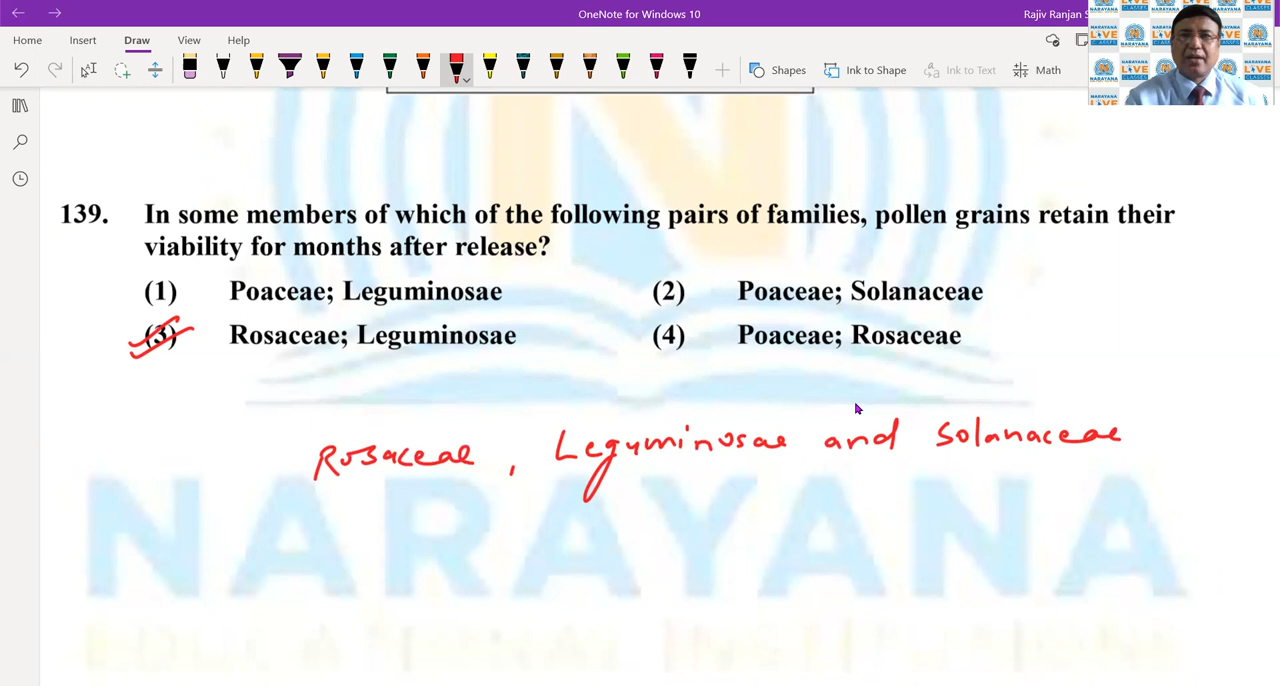 OneNote for Windows 10
Rajiv Ranjan S
Home Insert Draw View Help
Shapes Ink to Shape Ink to Text Math
139. In some members of which of the following pairs of families, pollen grains retain their
viability for months after release?
(1) Poaceae; Leguminosae (2) Poaceae; Solanaceae
(3) Rosaceae; Leguminosae (4) Poaceae; Rosaceae
Rosaceae, Leguminosae and Solanaceae
NARAYANA
EDUCATIONAL INSTITUTIONS